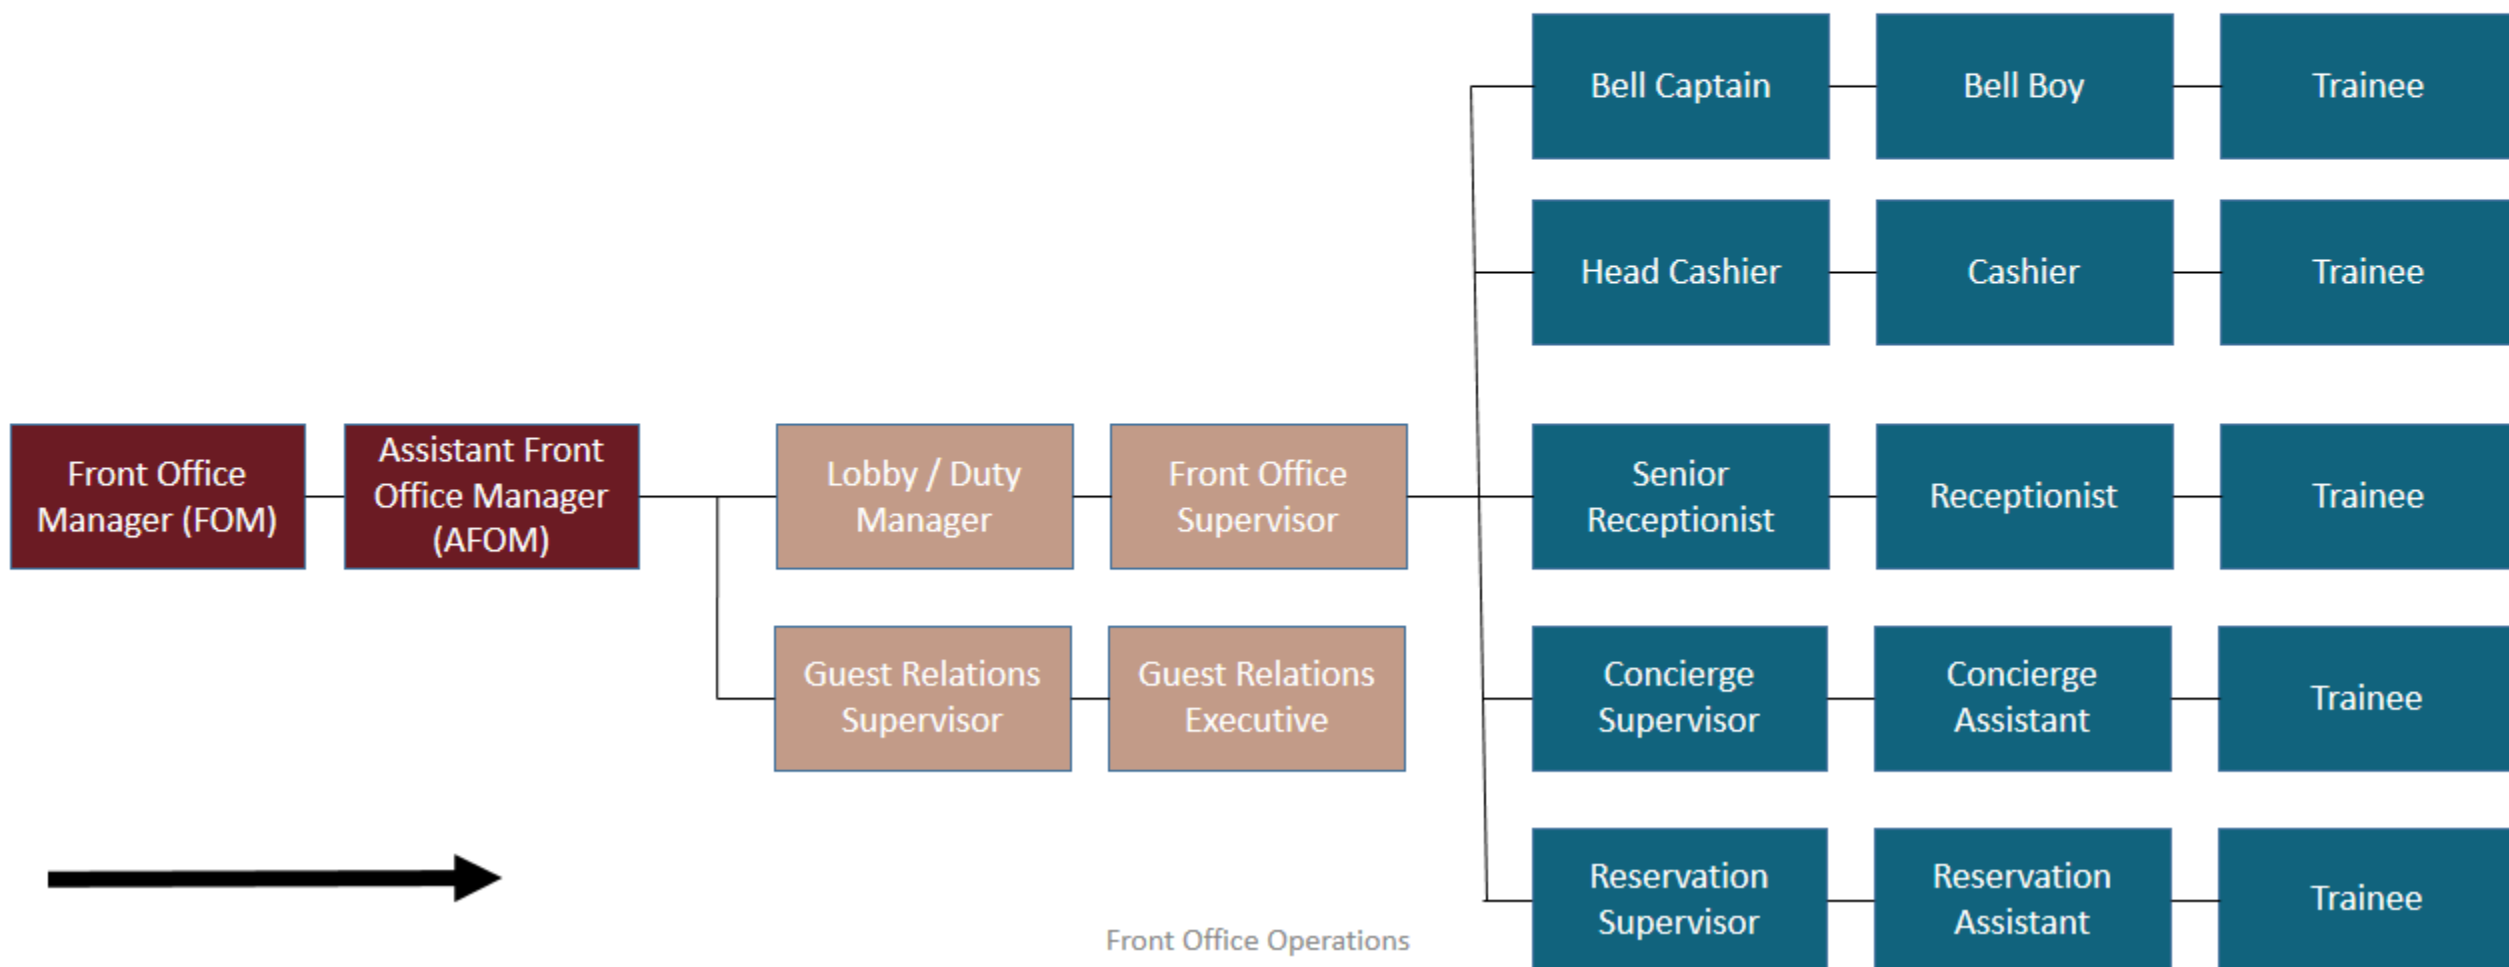 Bell Captain
Bell Boy
Trainee
Head Cashier
Cashier
Trainee
Front Office
Manager (FOM)
Assistant Front
Office Manager
(AFOM)
Lobby / Duty
Manager
Front Office
Supervisor
Senior
Receptionist
Receptionist
Trainee
Guest Relations
Supervisor
Guest Relations
Executive
Concierge
Supervisor
Concierge
Assistant
Trainee
Reservation
Supervisor
Reservation
Assistant
Trainee
Front Office Operations